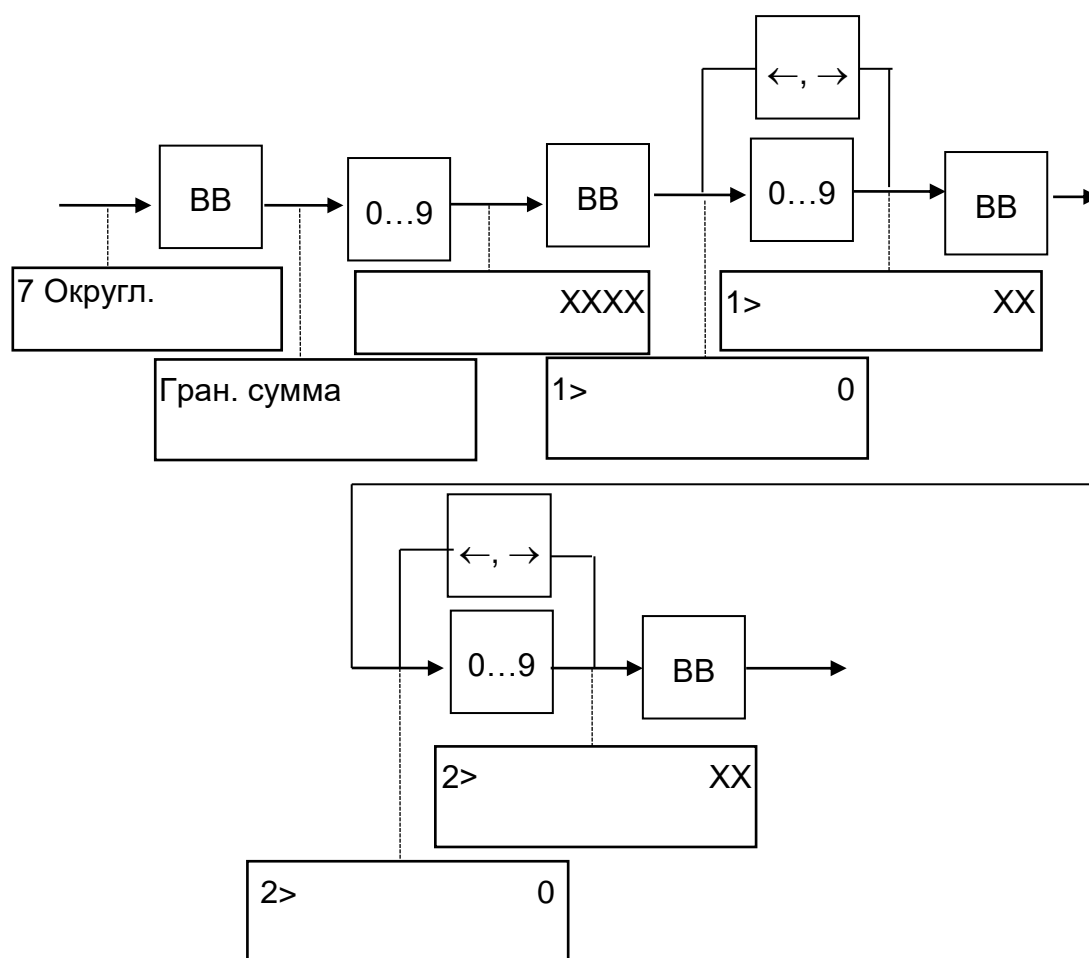 ←, →
ВВ
0…9
ВВ
0…9
ВВ
7 Округл.
XXXX
1> XX
Гран. сумма
1> 0
←, →
0…9
ВВ
2> XX
2> 0